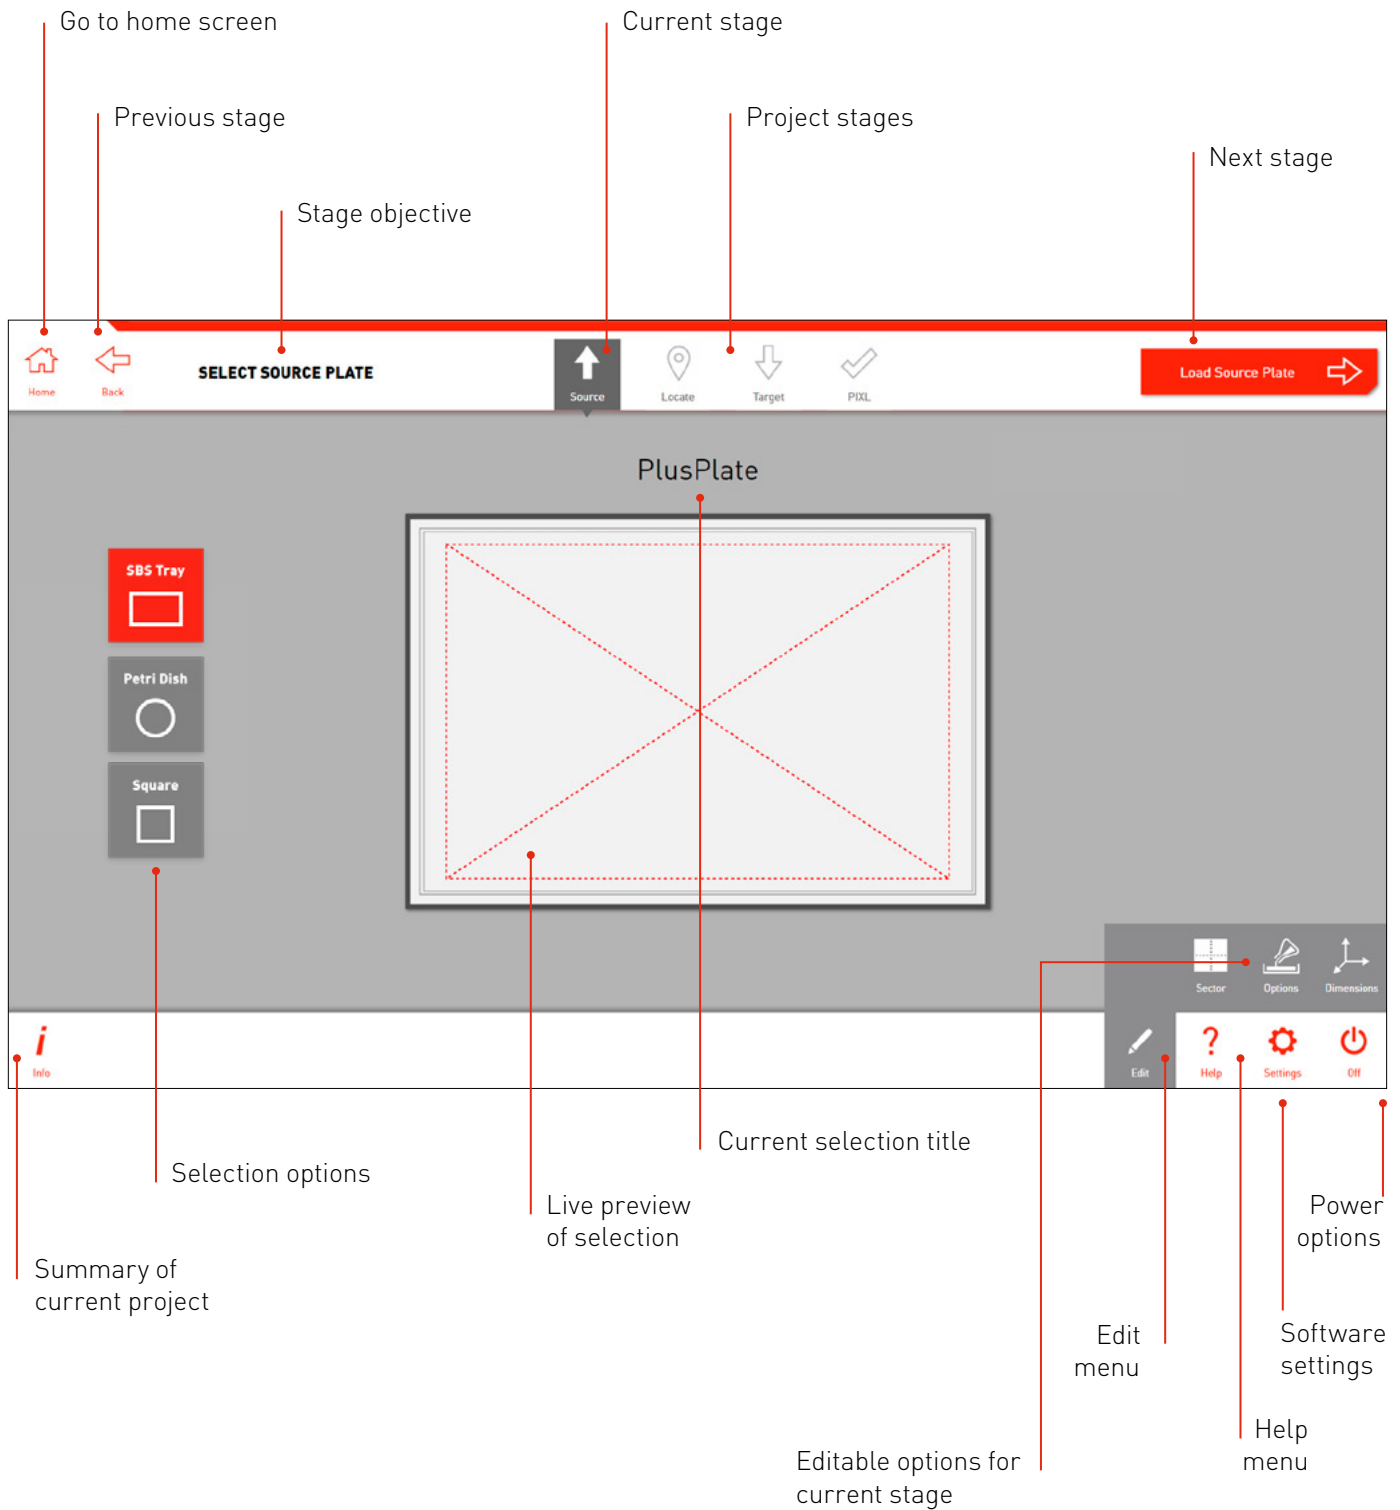 Go to home screen
Current stage
Previous stage
Project stages
Next stage
Stage objective
Home
Back
SELECT SOURCE PLATE
Source
Locate
Target
PIXL
Load Source Plate
PlusPlate
SBS Tray
Petri Dish
Square
Sector
Options
Dimensions
i
Info
Edit
?
Help
Settings
Off
Current selection title
Selection options
Live preview
of selection
Power
options
Summary of
current project
Edit
menu
Software
settings
Help
menu
Editable options for
current stage